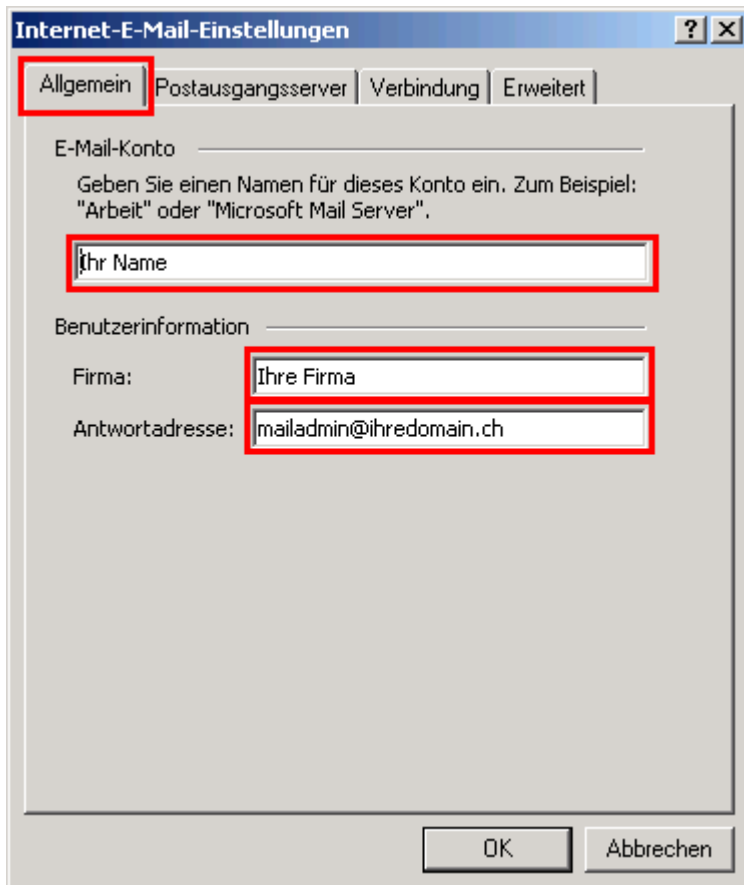 Internet-E-Mail-Einstellungen
Allgemein Postausgangsserver Verbindung Erweitert
E-Mail-Konto
Geben Sie einen Namen für dieses Konto ein. Zum Beispiel:
"Arbeit" oder "Microsoft Mail Server".
Ihr Name
Benutzerinformation
Firma: Ihre Firma
Antwortadresse: mailadmin@ihredomain.ch
OK Abbrechen